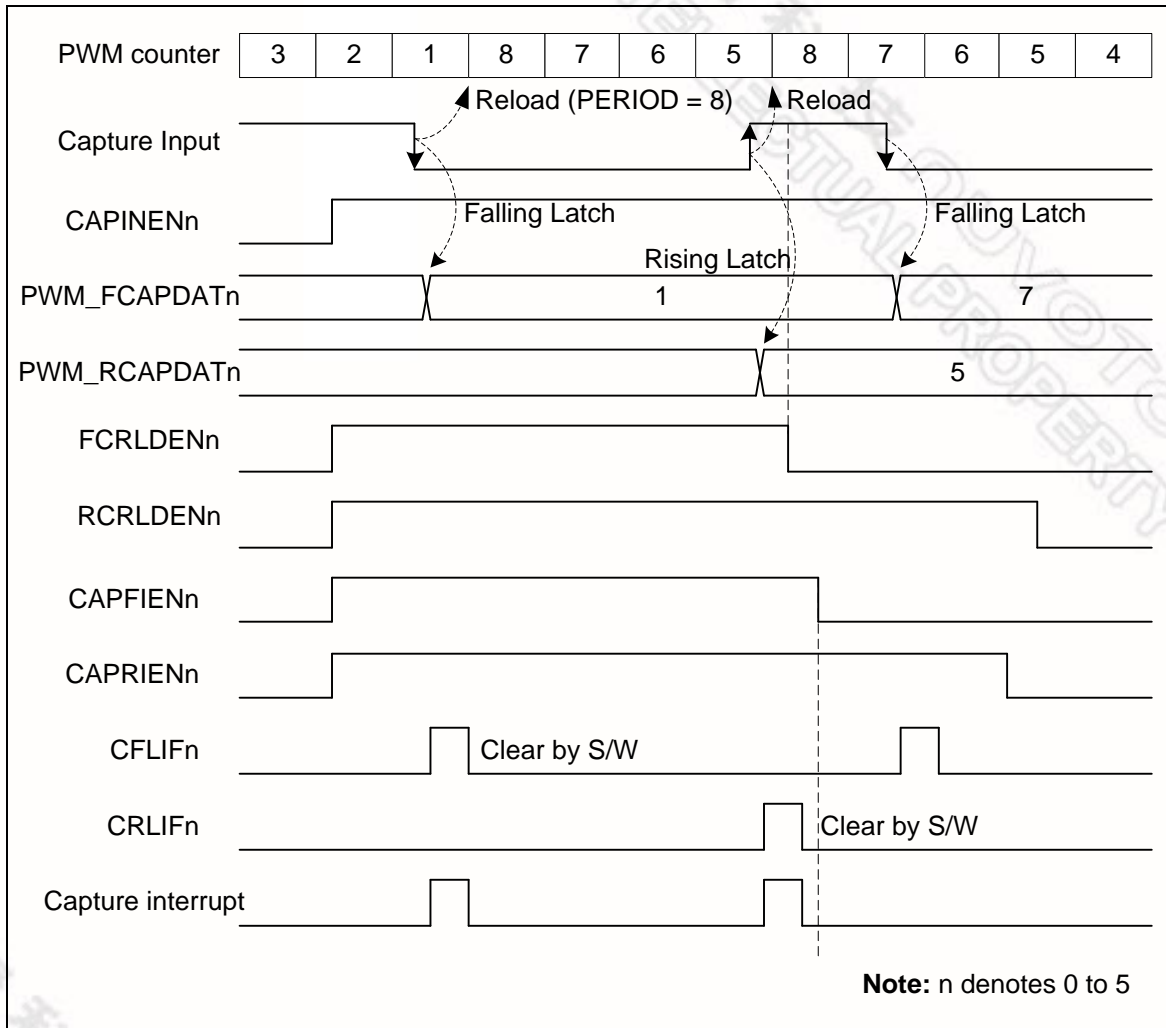 PWM counter 3 2 1 8 7 6 5 8 7 6 5 4
Reload (PERIOD = 8) Reload
Capture Input
CAPINENn Falling Latch Falling Latch
Rising Latch
PWM_FCAPDATn 1 7
PWM_RCAPDATn 5
FCRLDENn
RCRLDENn
CAPFIENn
CAPRIENn
CFLIFn Clear by S/W
CRLIFn Clear by S/W
Capture interrupt
Note: n denotes 0 to 5